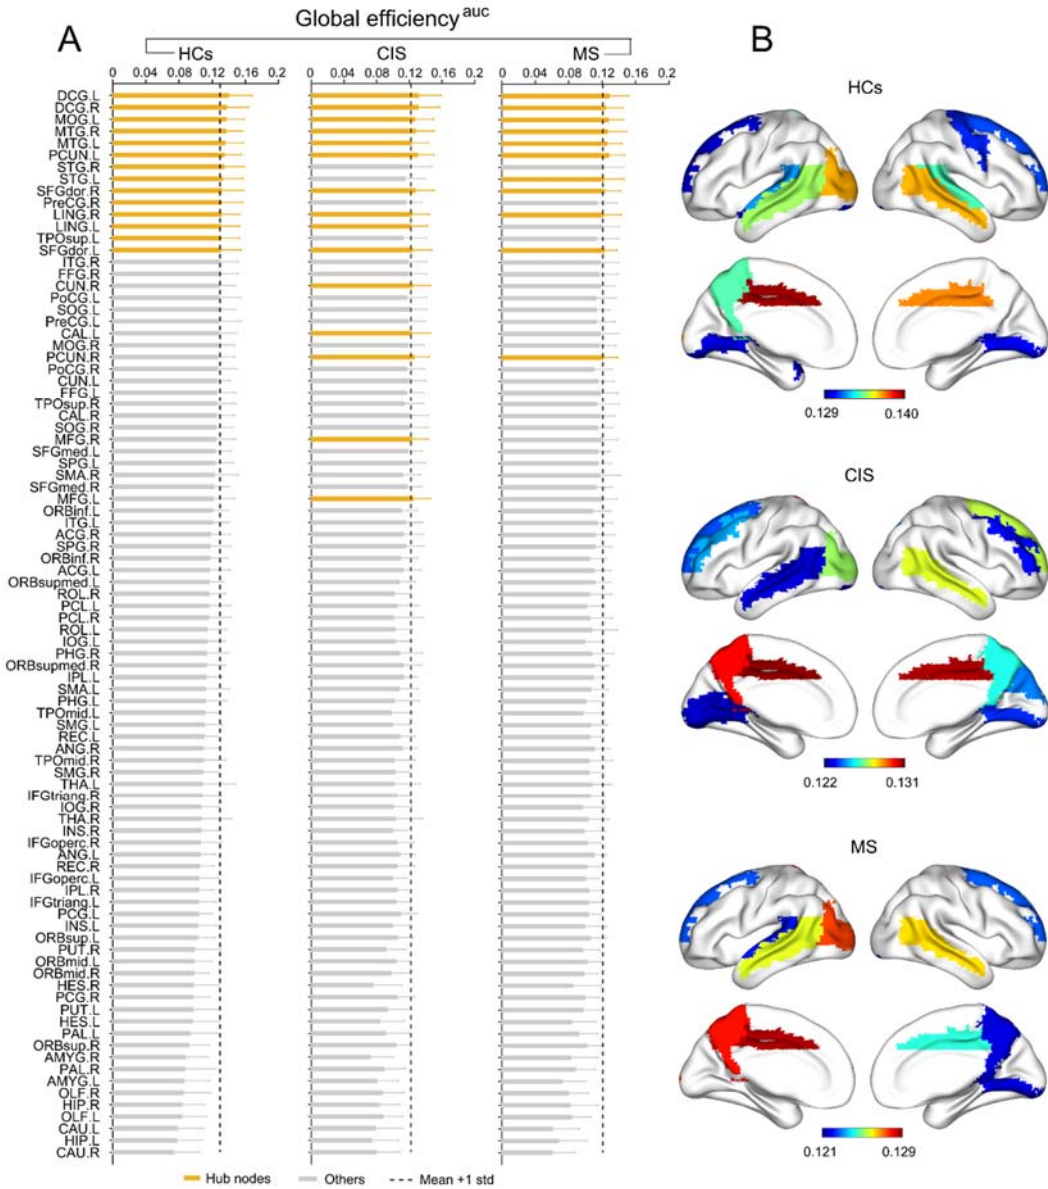 Global efficiency auc
A
B
HCs
CIS
MS
0 0.04 0.08 0.12 0.16 0.2
0 0.04 0.08 0.12 0.16 0.2
0 0.04 0.08 0.12 0.16 0.2
DCG.L
DCG.R
MOG.L
MTG.R
MTG.L
PCUN.L
STG.R
STG.L
SFGdor.R
PreCG.R
LING.R
LING.L
TPOsup.L
SFGdor.L
ITG.R
FFG.R
CUN.R
PoCG.L
SOG.L
PreCG.L
CAL.L
MOG.R
PCUN.R
PoCG.R
CUN.L
FFG.L
TPOsup.R
CAL.R
SOG.R
MFG.R
SFGmed.L
SPG.L
SMA.R
SFGmed.R
MFG.L
ORBinf.L
ITG.L
ACG.R
SPG.R
ORBinf.R
ACG.L
ORBsupmed.L
ROL.R
PCL.L
PCL.R
ROL.L
IOG.L
PHG.R
ORBsupmed.R
IPL.L
SMA.L
PHG.L
TPOmid.L
SMG.L
REC.L
ANG.R
TPOmid.R
SMG.R
THA.L
IFGtriang.R
IOG.R
THA.R
INS.R
IFGoperc.R
ANG.L
REC.R
IFGoperc.L
IPL.R
IFGtriang.L
PCG.L
INS.L
ORBsup.L
PUT.R
ORBmid.L
ORBmid.R
HES.R
PCG.R
PUT.L
HES.L
PAL.L
ORBsup.R
AMYG.R
PAL.R
AMYG.L
OLF.R
HIP.R
OLF.L
CAU.L
HIP.L
CAU.R
Hub nodes Others Mean +1 std
HCs
0.129 0.140
CIS
0.122 0.131
MS
0.121 0.129